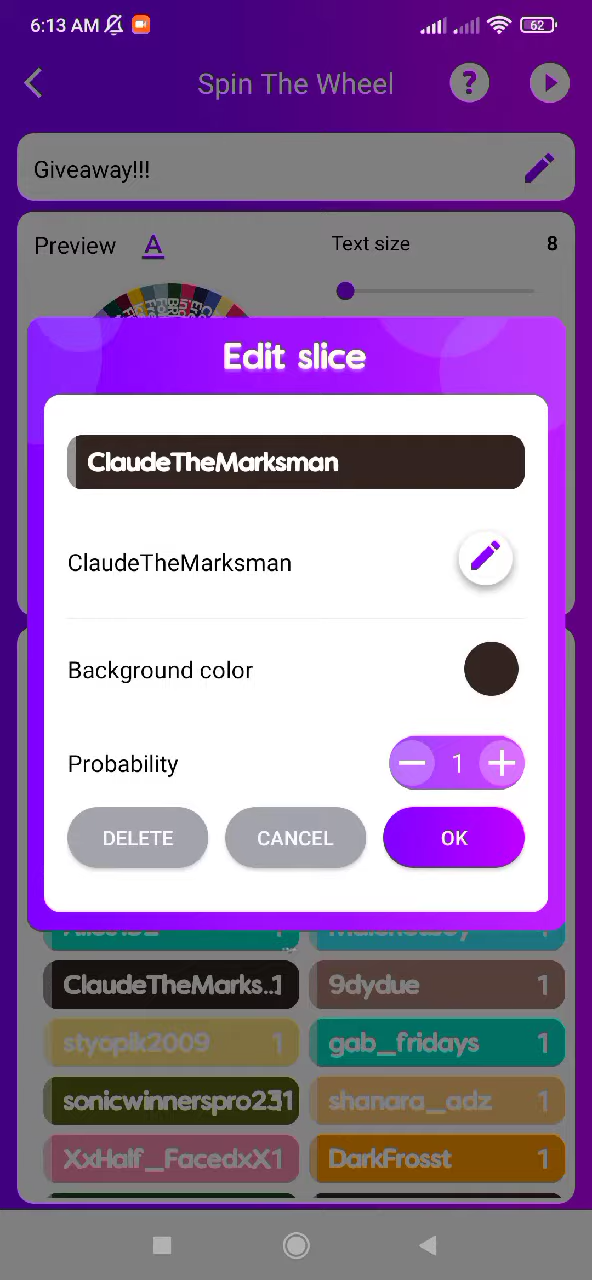 6:13 AM
62
Spin The Wheel
?
Giveaway!!!
Preview A
Text size 8
Edit slice
ClaudeTheMarksman
ClaudeTheMarksman
Background color
Probability 1
DELETE CANCEL OK
ClaudeTheMarks..1 9dydue 1
styopik2009 1 gab_fridays 1
sonicwinnerspro231 shanara_adz 1
XxHalf_FacedxX1 DarkFrosst 1